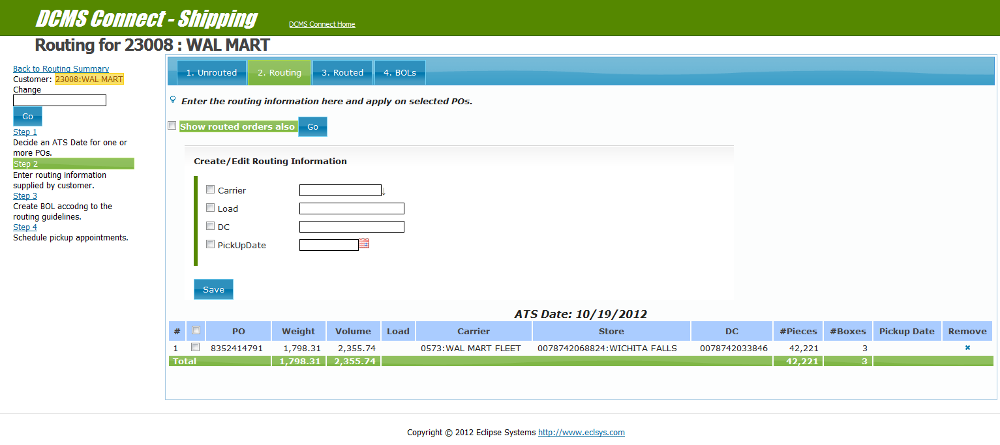 DCMS Connect - Shipping
DCMS Connect Home
Routing for 23008 : WAL MART
Back to Routing Summary
Customer: 23008:WAL MART
Change
Go
Step 1
Decide an ATS Date for one or
more POs.
Step 2
Enter routing information
supplied by customer.
Step 3
Create BOL accodng to the
routing guidelines.
Step 4
Schedule pickup appointments.
1. Unrouted 2. Routing 3. Routed 4. BOLs
Enter the routing information here and apply on selected POs.
Show routed orders also Go
Create/Edit Routing Information
Carrier ↓
Load
DC
PickUpDate
Save
ATS Date: 10/19/2012
# PO Weight Volume Load Carrier Store DC #Pieces #Boxes Pickup Date Remove
1 8352414791 1,798.31 2,355.74 0573:WAL MART FLEET 0078742068824:WICHITA FALLS 0078742033846 42,221 3
Total 1,798.31 2,355.74 42,221 3
Copyright © 2012 Eclipse Systems http://www.eclsys.com